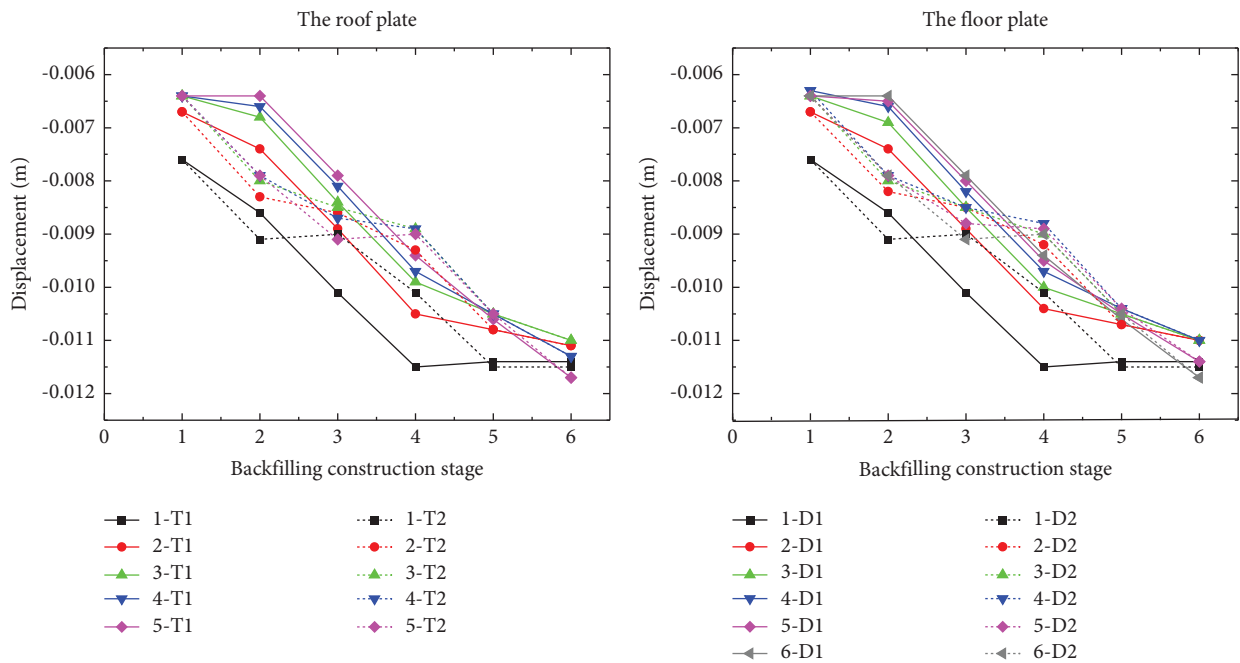 The roof plate
-0.006
-0.007
-0.008
-0.009
-0.010
-0.011
-0.012
Displacement (m)
0 1 2 3 4 5 6
Backfilling construction stage
1-T1 1-T2
2-T1 2-T2
3-T1 3-T2
4-T1 4-T2
5-T1 5-T2
The floor plate
-0.006
-0.007
-0.008
-0.009
-0.010
-0.011
-0.012
Displacement (m)
0 1 2 3 4 5 6
Backfilling construction stage
1-D1 1-D2
2-D1 2-D2
3-D1 3-D2
4-D1 4-D2
5-D1 5-D2
6-D1 6-D2